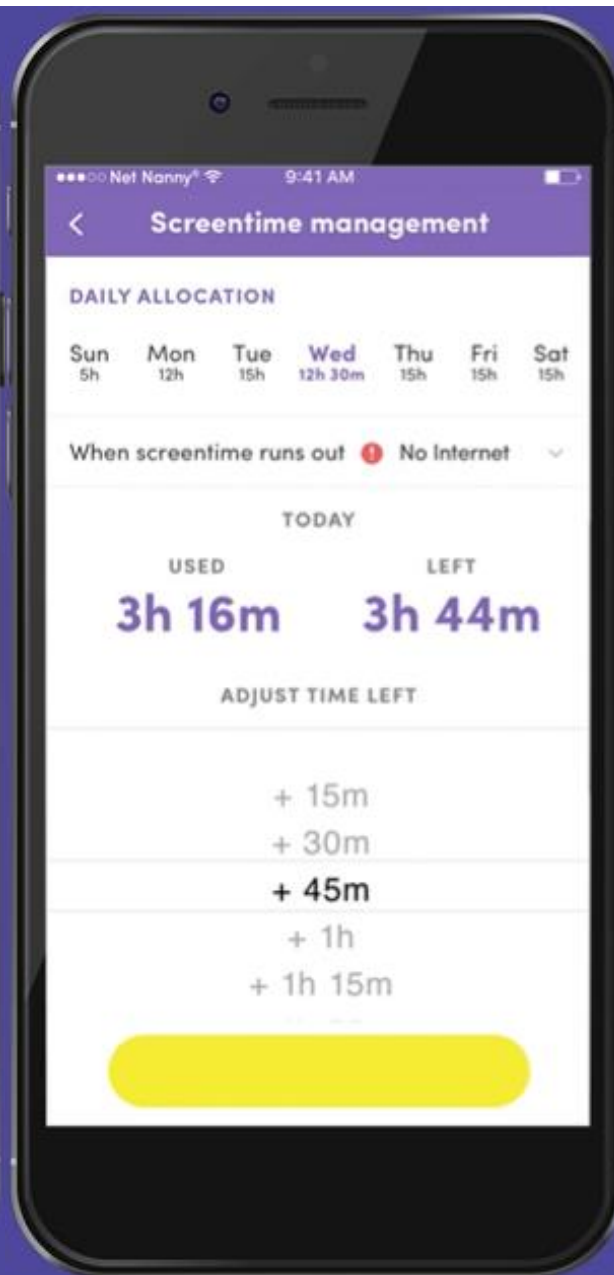 Net Nanny® 9:41 AM
Screentime management
DAILY ALLOCATION
Sun Mon Tue Wed Thu Fri Sat
5h 12h 15h 12h 30m 15h 15h 15h
When screentime runs out No Internet
TODAY
USED LEFT
3h 16m 3h 44m
ADJUST TIME LEFT
+ 15m
+ 30m
+ 45m
+ 1h
+ 1h 15m